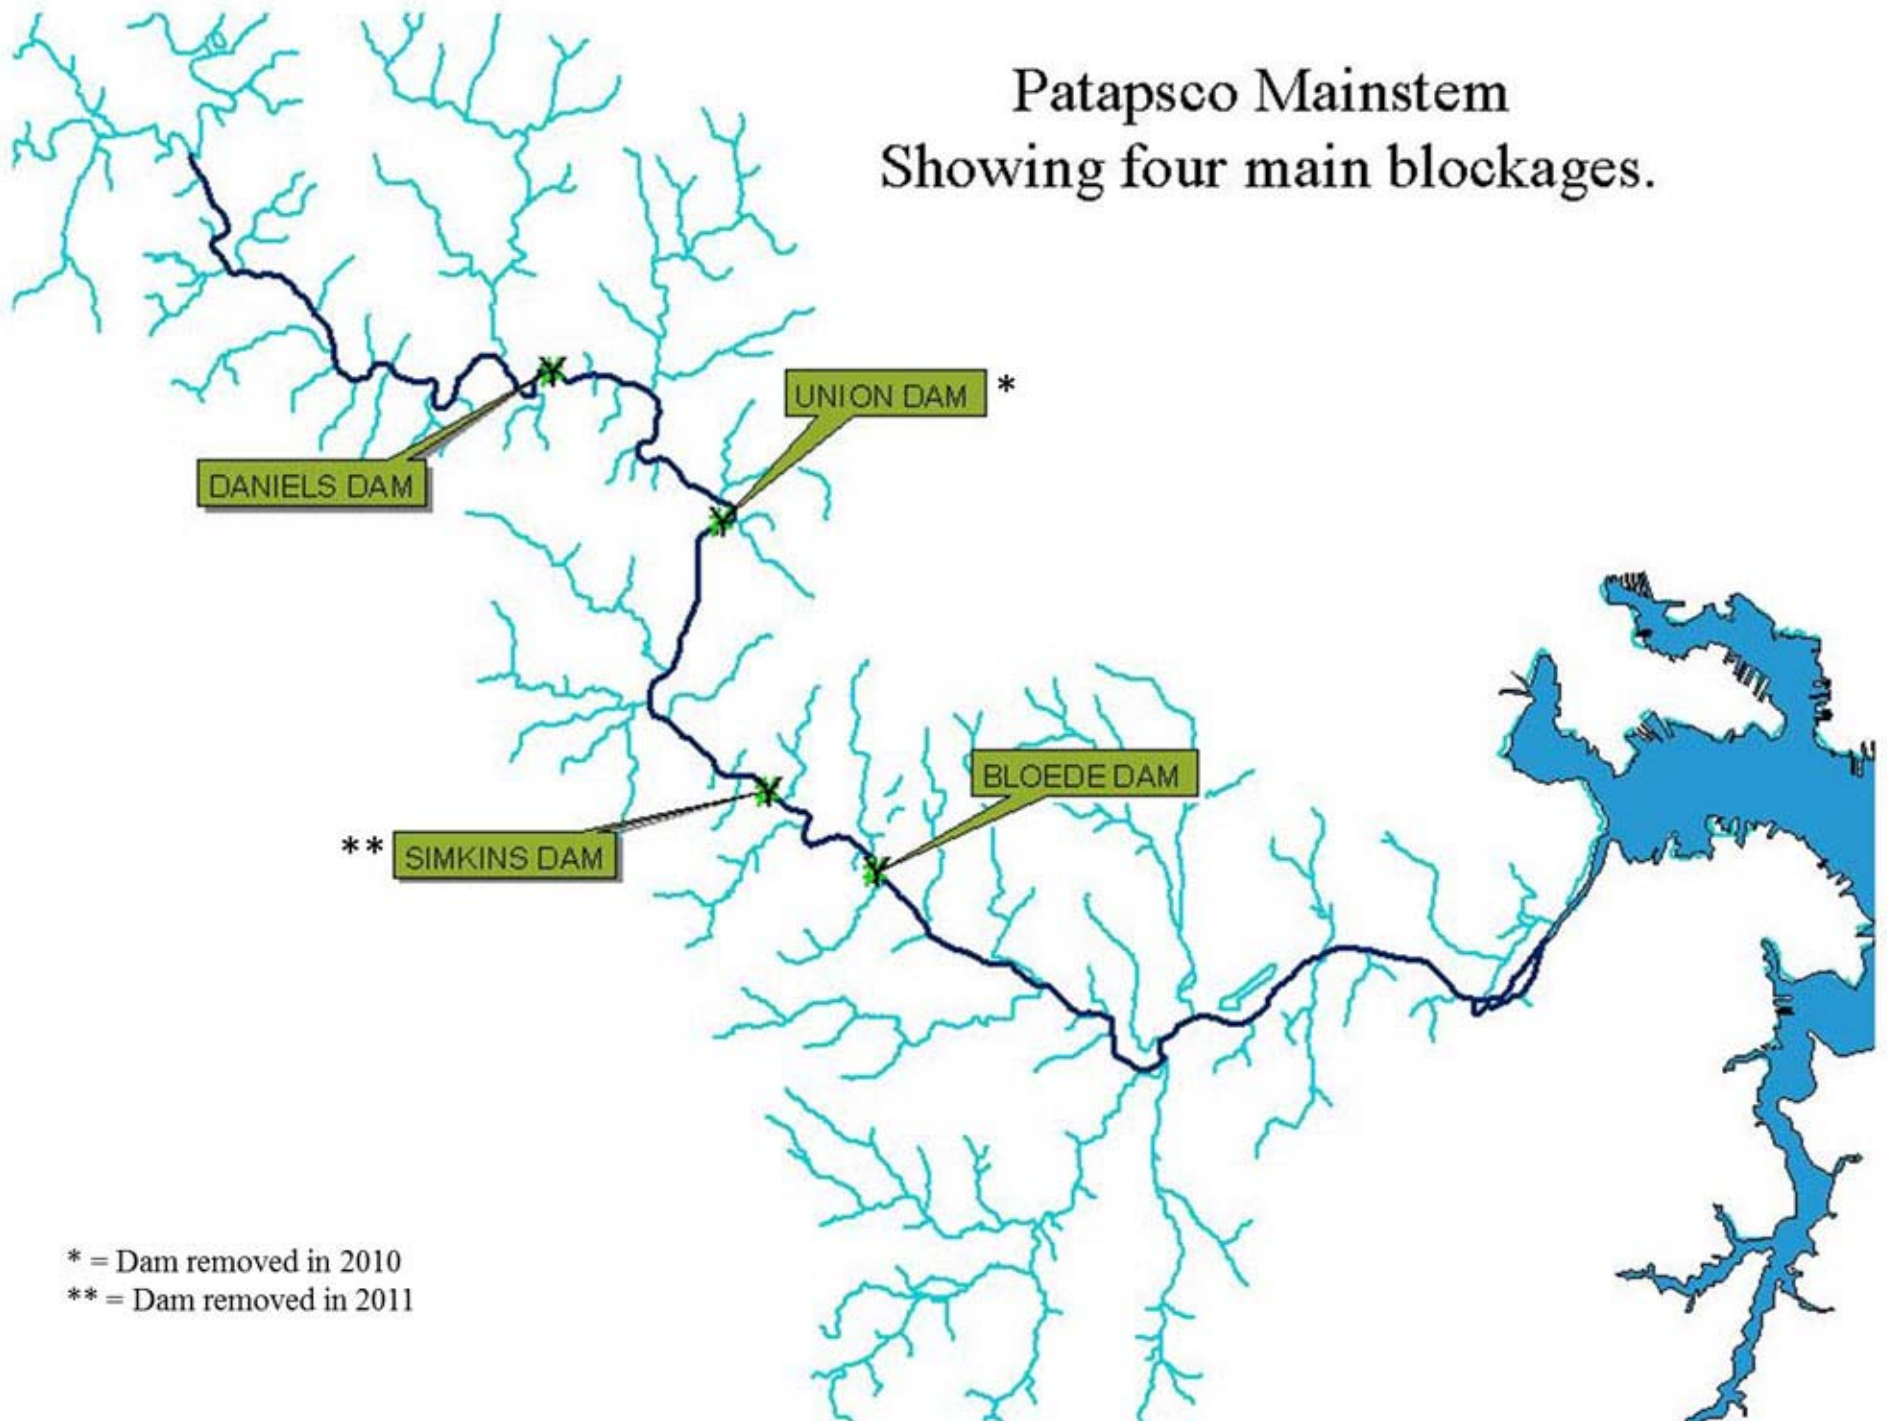 Patapsco Mainstem
Showing four main blockages.
UNION DAM *
DANIELS DAM
BLOEDE DAM
** SIMKINS DAM
* = Dam removed in 2010
** = Dam removed in 2011